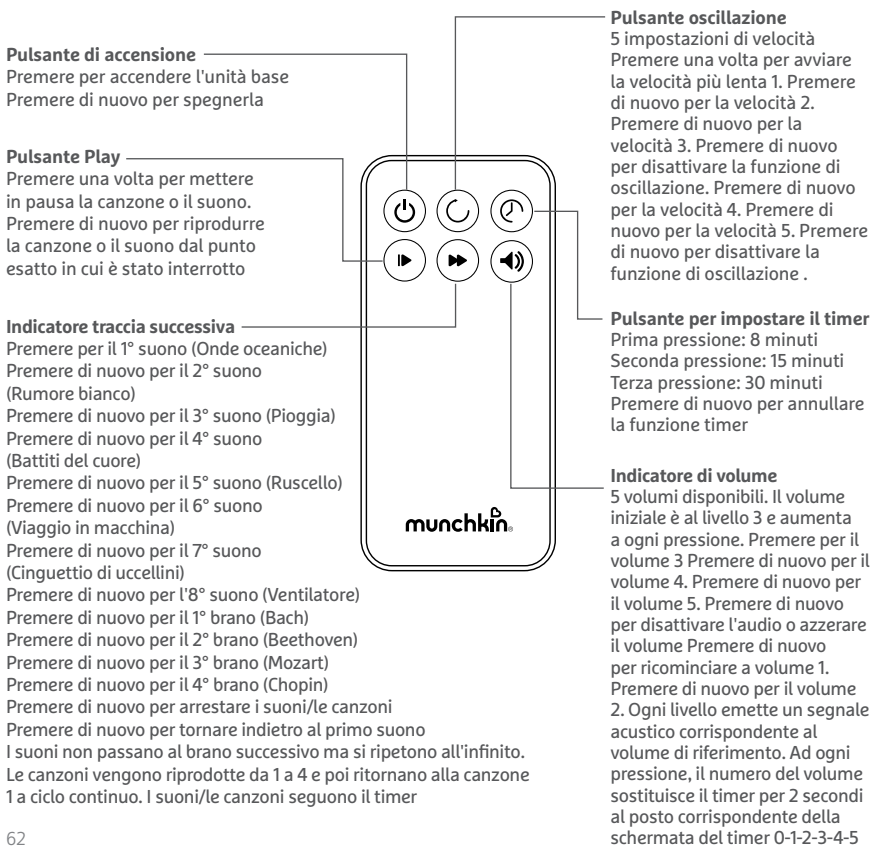 Pulsante di accensione
Premere per accendere l'unità base
Premere di nuovo per spegnerla
Pulsante Play
Premere una volta per mettere
in pausa la canzone o il suono.
Premere di nuovo per riprodurre
la canzone o il suono dal punto
esatto in cui è stato interrotto
Indicatore traccia successiva
Premere per il 1° suono (Onde oceaniche)
Premere di nuovo per il 2° suono
(Rumore bianco)
Premere di nuovo per il 3° suono (Pioggia)
Premere di nuovo per il 4° suono
(Battiti del cuore)
Premere di nuovo per il 5° suono (Ruscello)
Premere di nuovo per il 6° suono
(Viaggio in macchina)
Premere di nuovo per il 7° suono
(Cinguettio di uccellini)
Premere di nuovo per l'8° suono (Ventilatore)
Premere di nuovo per il 1° brano (Bach)
Premere di nuovo per il 2° brano (Beethoven)
Premere di nuovo per il 3° brano (Mozart)
Premere di nuovo per il 4° brano (Chopin)
Premere di nuovo per arrestare i suoni/le canzoni
Premere di nuovo per tornare indietro al primo suono
I suoni non passano al brano successivo ma si ripetono all'infinito.
Le canzoni vengono riprodotte da 1 a 4 e poi ritornano alla canzone
1 a ciclo continuo. I suoni/le canzoni seguono il timer
munchkin®
Pulsante oscillazione
5 impostazioni di velocità
Premere una volta per avviare
la velocità più lenta 1. Premere
di nuovo per la velocità 2.
Premere di nuovo per la
velocità 3. Premere di nuovo
per disattivare la funzione di
oscillazione. Premere di nuovo
per la velocità 4. Premere di
nuovo per la velocità 5. Premere
di nuovo per disattivare la
funzione di oscillazione .
Pulsante per impostare il timer
Prima pressione: 8 minuti
Seconda pressione: 15 minuti
Terza pressione: 30 minuti
Premere di nuovo per annullare
la funzione timer
Indicatore di volume
5 volumi disponibili. Il volume
iniziale è al livello 3 e aumenta
a ogni pressione. Premere per il
volume 3 Premere di nuovo per il
volume 4. Premere di nuovo per
il volume 5. Premere di nuovo
per disattivare l'audio o azzerare
il volume Premere di nuovo
per ricominciare a volume 1.
Premere di nuovo per il volume
2. Ogni livello emette un segnale
acustico corrispondente al
volume di riferimento. Ad ogni
pressione, il numero del volume
sostituisce il timer per 2 secondi
al posto corrispondente della
schermata del timer 0-1-2-3-4-5
62